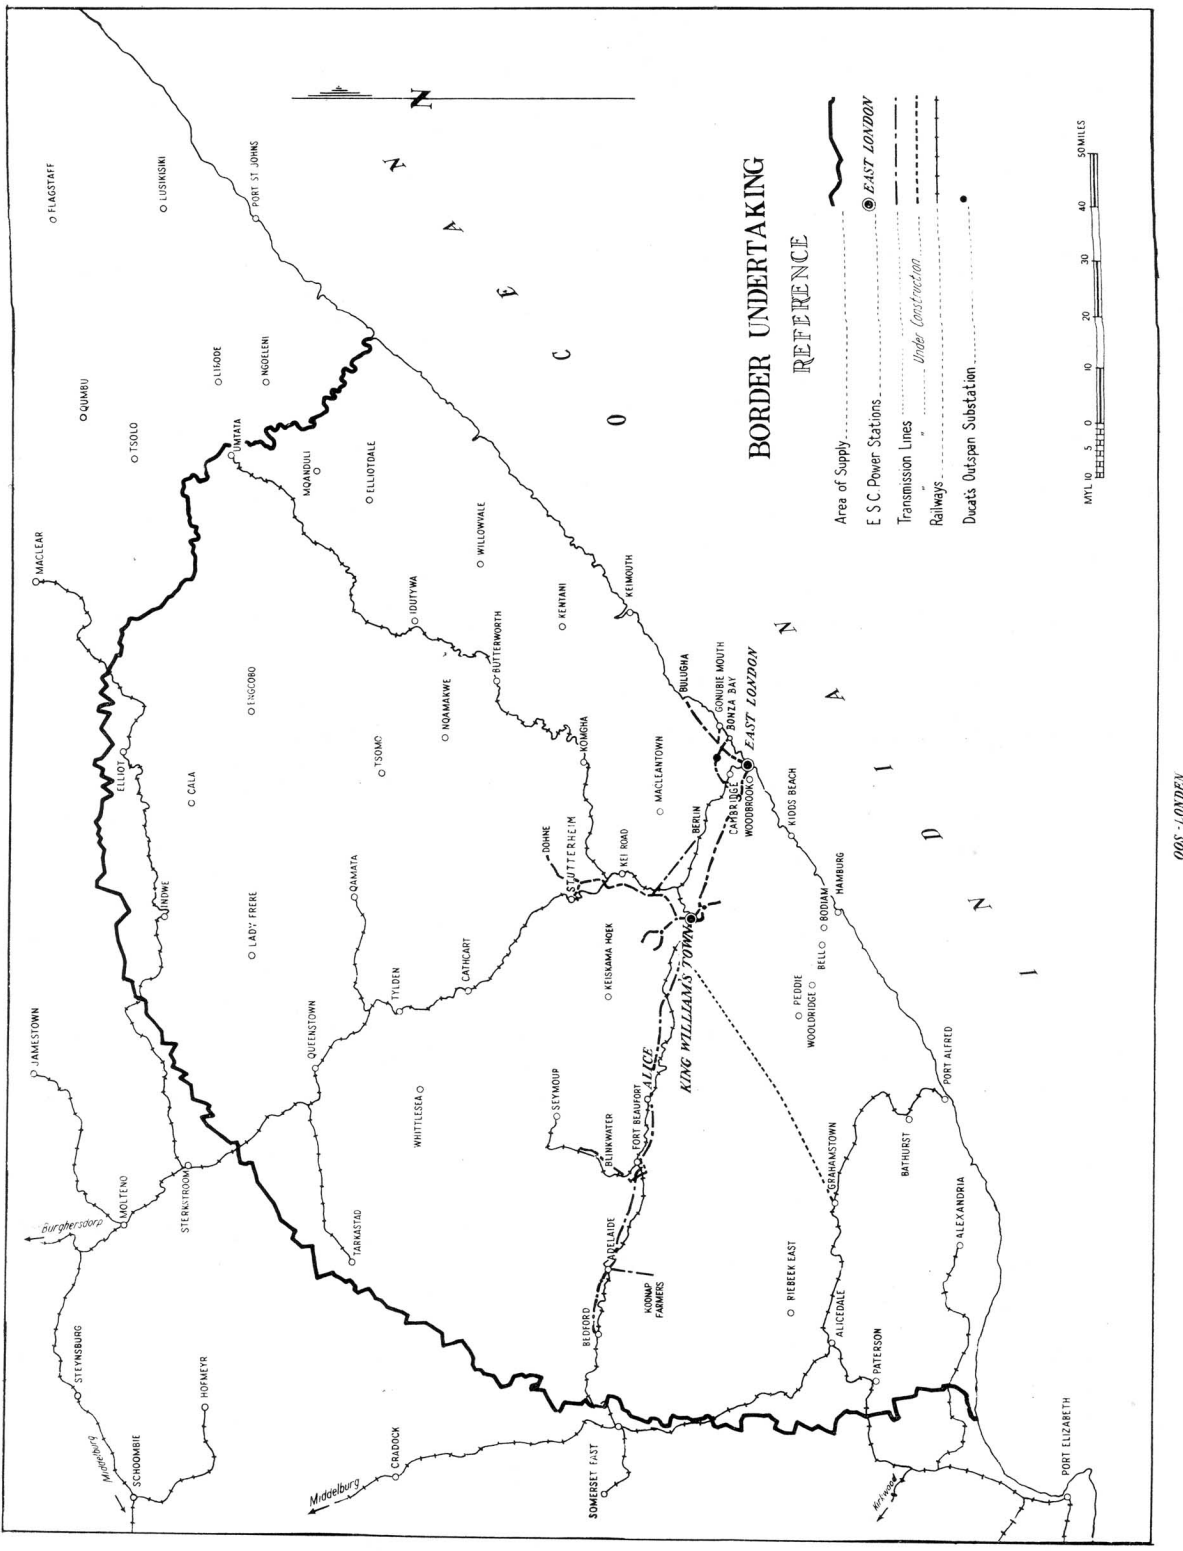 BORDER UNDERTAKING
REFERENCE
Area of Supply
E S C. Power Stations EAST LONDON
Transmission Lines
" " Under Construction
Railways
Ducats Outspan Substation
MYL 10 5 0 10 20 30 40 50 MILES
N
INDIAN
OCEAN
N
FLAGSTAFF
LUSIKISIKI
PORT ST JOHNS
QUMBU
TSOLO
LIBODE
NGQELENI
UMTATA
MQANDULI
ELLIOTDALE
MACLEAR
WILLOWVALE
IDUTYWA
KENTANI
KEIMOUTH
BUTTERWORTH
NQAMAKWE
ENGCOBO
TSOMO
KOMGHA
ELLIOT
CALA
BULUGHA
GONUBIE MOUTH
BONZA BAY
EAST LONDON
MACLEANTOWN
CAMBRIDGE
WOODBROOK
KIDDS BEACH
BERLIN
KEI ROAD
DOHNE
STUTTERHEIM
QAMATA
INDWE
LADY FRERE
HAMBURG
BODIAM
BELL
PEDDIE
WOOLDRIDGE
KING WILLIAM'S TOWN
KEISKAMA HOEK
CATHCART
TYLDEN
QUEENSTOWN
JAMESTOWN
WHITTLESEA
SEYMOUP
ALICE
FORT BEAUFORT
BLINKWATER
PORT ALFRED
BATHURST
GRAHAMSTOWN
ALEXANDRIA
STERKSTROOM
MOLTENO
Burghersdorp
TARKASTAD
ADELAIDE
KOONAP
FARMERS
BEDFORD
RIEBEEK EAST
ALICEDALE
PATERSON
STEYNSBURG
HOFMEYR
Middelburg
SCHOOMBIE
CRADOCK
Middelburg
SOMERSET EAST
Kirkwood
PORT ELIZABETH
OOS-LONDEN